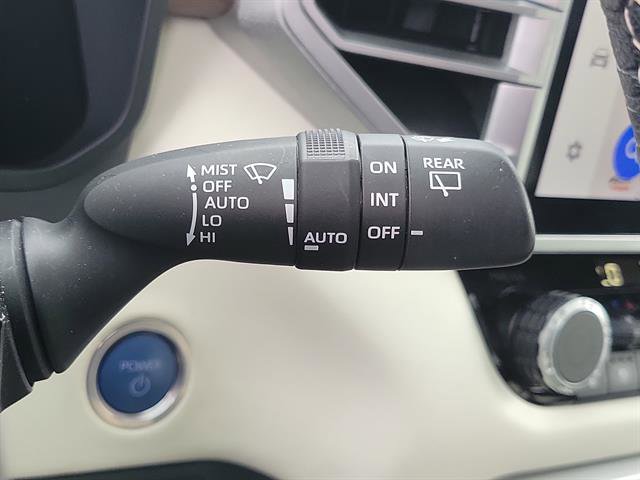 MIST
OFF
AUTO
LO
HI
AUTO
ON
INT
OFF
REAR
POWER